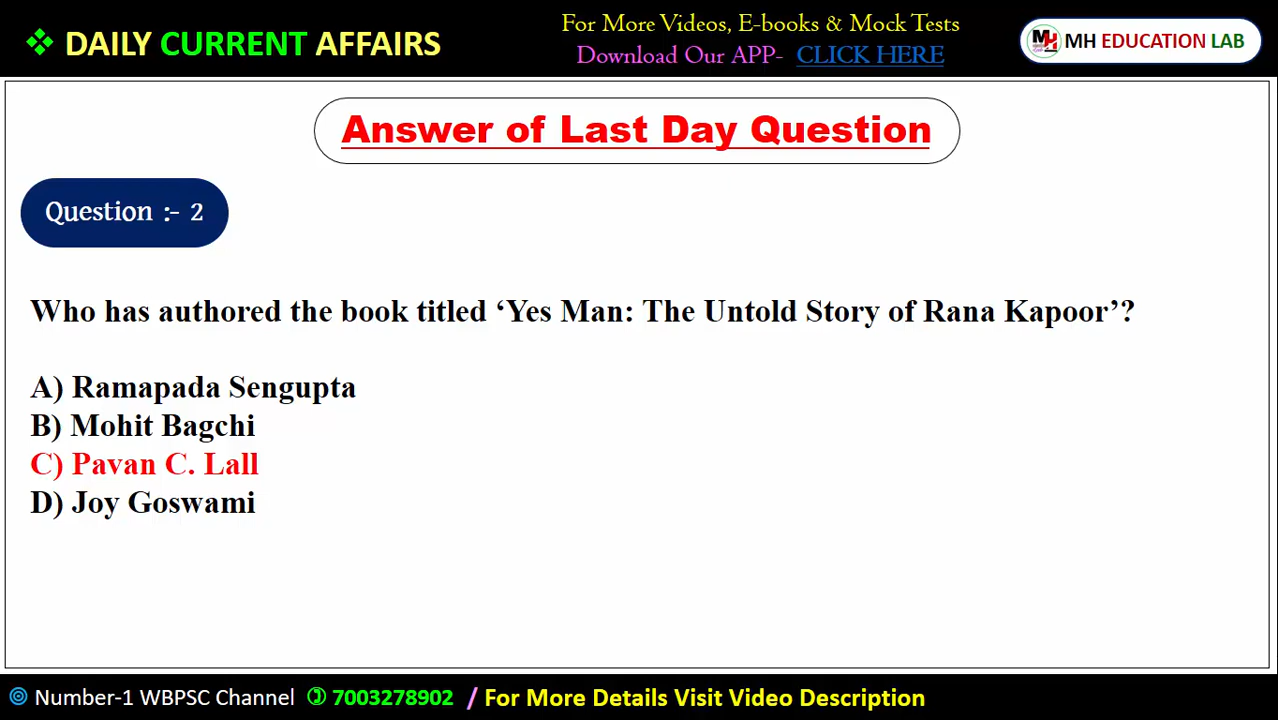 DAILY CURRENT AFFAIRS
For More Videos, E-books & Mock Tests
Download Our APP- CLICK HERE
MH EDUCATION LAB
Answer of Last Day Question
Question :- 2
Who has authored the book titled ‘Yes Man: The Untold Story of Rana Kapoor’?
A) Ramapada Sengupta
B) Mohit Bagchi
C) Pavan C. Lall
D) Joy Goswami
Number-1 WBPSC Channel 7003278902 / For More Details Visit Video Description